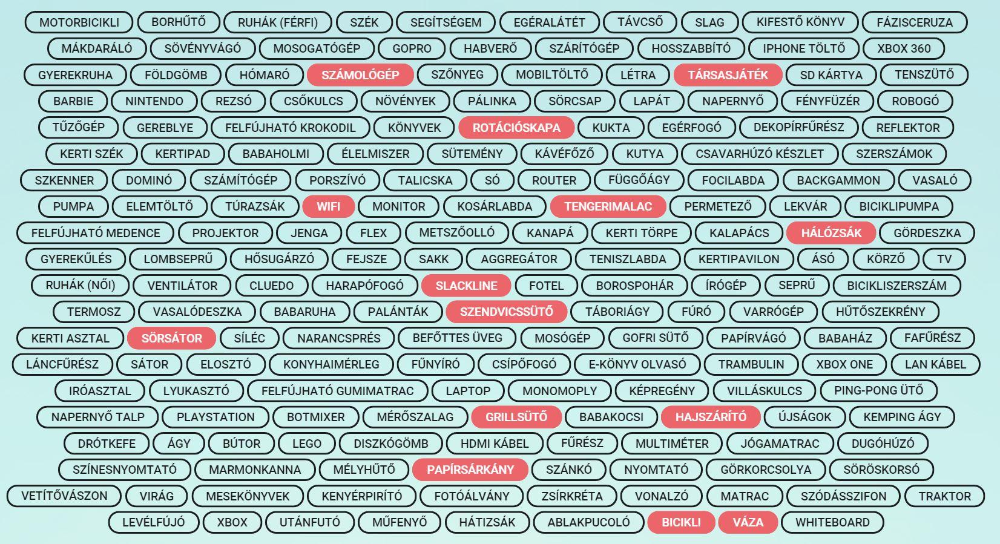 MOTORBICIKLI BORHŰTŐ RUHÁK (FÉRFI) SZÉK SEGÍTSÉGEM EGÉRALÁTÉT TÁVCSŐ SLAG KIFESTŐ KÖNYV FÁZISCERUZA
MÁKDARÁLÓ SÖVÉNYVÁGÓ MOSOGATÓGÉP GOPRO HABVERŐ SZÁRÍTÓGÉP HOSSZABBÍTÓ IPHONE TÖLTŐ XBOX 360
GYEREKRUHA FÖLDGÖMB HÓMARÓ SZÁMOLÓGÉP SZŐNYEG MOBILTÖLTŐ LÉTRA TÁRSASJÁTÉK SD KÁRTYA TENSZÜTŐ
BARBIE NINTENDO REZSÓ CSŐKULCS NÖVÉNYEK PÁLINKA SÖRCSAP LAPÁT NAPERNYŐ FÉNYFÜZÉR ROBOGÓ
TŰZŐGÉP GEREBLYE FELFÚJHATÓ KROKODIL KÖNYVEK ROTÁCIÓSKAPA KUKTA EGÉRFOGÓ DEKOPÍRFŰRÉSZ REFLEKTOR
KERTI SZÉK KERTIPAD BABAHOLMI ÉLELMISZER SÜTEMÉNY KÁVÉFŐZŐ KUTYA CSAVARHÚZÓ KÉSZLET SZERSZÁMOK
SZKENNER DOMINÓ SZÁMÍTÓGÉP PORSZÍVÓ TALICSKA SÓ ROUTER FÜGGŐÁGY FOCILABDA BACKGAMMON VASALÓ
PUMPA ELEMTÖLTŐ TÚRAZSÁK WIFI MONITOR KOSÁRLABDA TENGERIMALAC PERMETEZŐ LEKVÁR BICIKLIPUMPA
FELFÚJHATÓ MEDENCE PROJEKTOR JENGA FLEX METSZŐOLLÓ KANAPÁ KERTI TÖRPE KALAPÁCS HÁLÓZSÁK GÖRDESZKA
GYEREKŰLÉS LOMBSEPRŰ HŐSUGÁRZÓ FEJSZE SAKK AGGREGÁTOR TENISZLABDA KERTIPAVILON ÁSÓ KÖRZŐ TV
RUHÁK (NŐI) VENTILÁTOR CLUEDO HARAPÓFOGÓ SLACKLINE FOTEL BOROSPOHÁR ÍRÓGÉP SEPRŰ BICIKLISZERSZÁM
TERMOSZ VASALÓDESZKA BABARUHA PALÁNTÁK SZENDVICSSÜTŐ TÁBORIÁGY FÚRÓ VARRÓGÉP HŰTŐSZEKRÉNY
KERTI ASZTAL SÖRSÁTOR SÍLÉC NARANCSPRÉS BEFŐTTES ÜVEG MOSÓGÉP GOFRI SÜTŐ PAPÍRVÁGÓ BABAHÁZ FAFŰRÉSZ
LÁNCFŰRÉSZ SÁTOR ELOSZTÓ KONYHAIMÉRLEG FŰNYÍRÓ CSÍPŐFOGÓ E-KÖNYV OLVASÓ TRAMBULIN XBOX ONE LAN KÁBEL
IRÓASZTAL LYUKASZTÓ FELFÚJHATÓ GUMIMATRAC LAPTOP MONOMOPLY KÉPREGÉNY VILLÁSKULCS PING-PONG ÜTŐ
NAPERNYŐ TALP PLAYSTATION BOTMIXER MÉRŐSZALAG GRILLSÜTŐ BABAKOCSI HAJSZÁRÍTÓ ÚJSÁGOK KEMPING ÁGY
DRÓTKEFE ÁGY BÚTOR LEGO DISZKÓGÖMB HDMI KÁBEL FŰRÉSZ MULTIMÉTER JÓGAMATRAC DUGÓHÚZÓ
SZÍNESNYOMTATÓ MARMONKANNA MÉLYHŰTŐ PAPÍRSÁRKÁNY SZÁNKÓ NYOMTATÓ GÖRKORCSOLYA SÖRÖSKORSÓ
VETÍTŐVÁSZON VIRÁG MESEKÖNYVEK KENYÉRPIRÍTÓ FOTÓÁLVÁNY ZSÍRKRÉTA VONALZÓ MATRAC SZÓDÁSSZIFON TRAKTOR
LEVÉLFÚJÓ XBOX UTÁNFUTÓ MŰFENYŐ HÁTIZSÁK ABLAKPUCOLÓ BICIKLI VÁZA WHITEBOARD